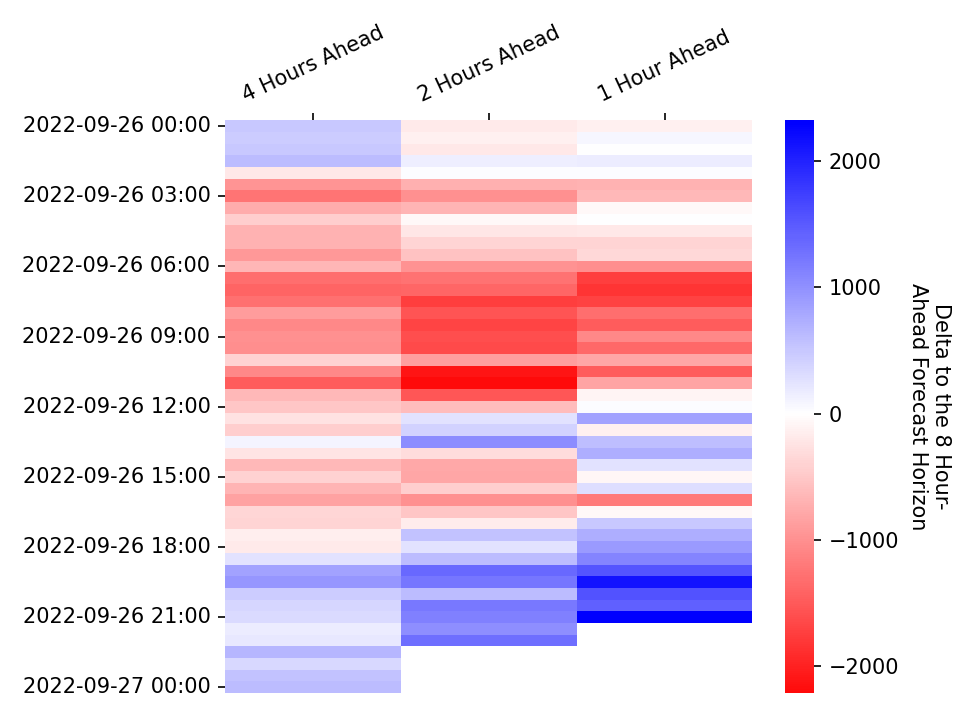 4 Hours Ahead
2 Hours Ahead
1 Hour Ahead
2022-09-26 00:00
2022-09-26 03:00
2022-09-26 06:00
2022-09-26 09:00
2022-09-26 12:00
2022-09-26 15:00
2022-09-26 18:00
2022-09-26 21:00
2022-09-27 00:00
2000
1000
0
−1000
−2000
Delta to the 8 Hour-
Ahead Forecast Horizon